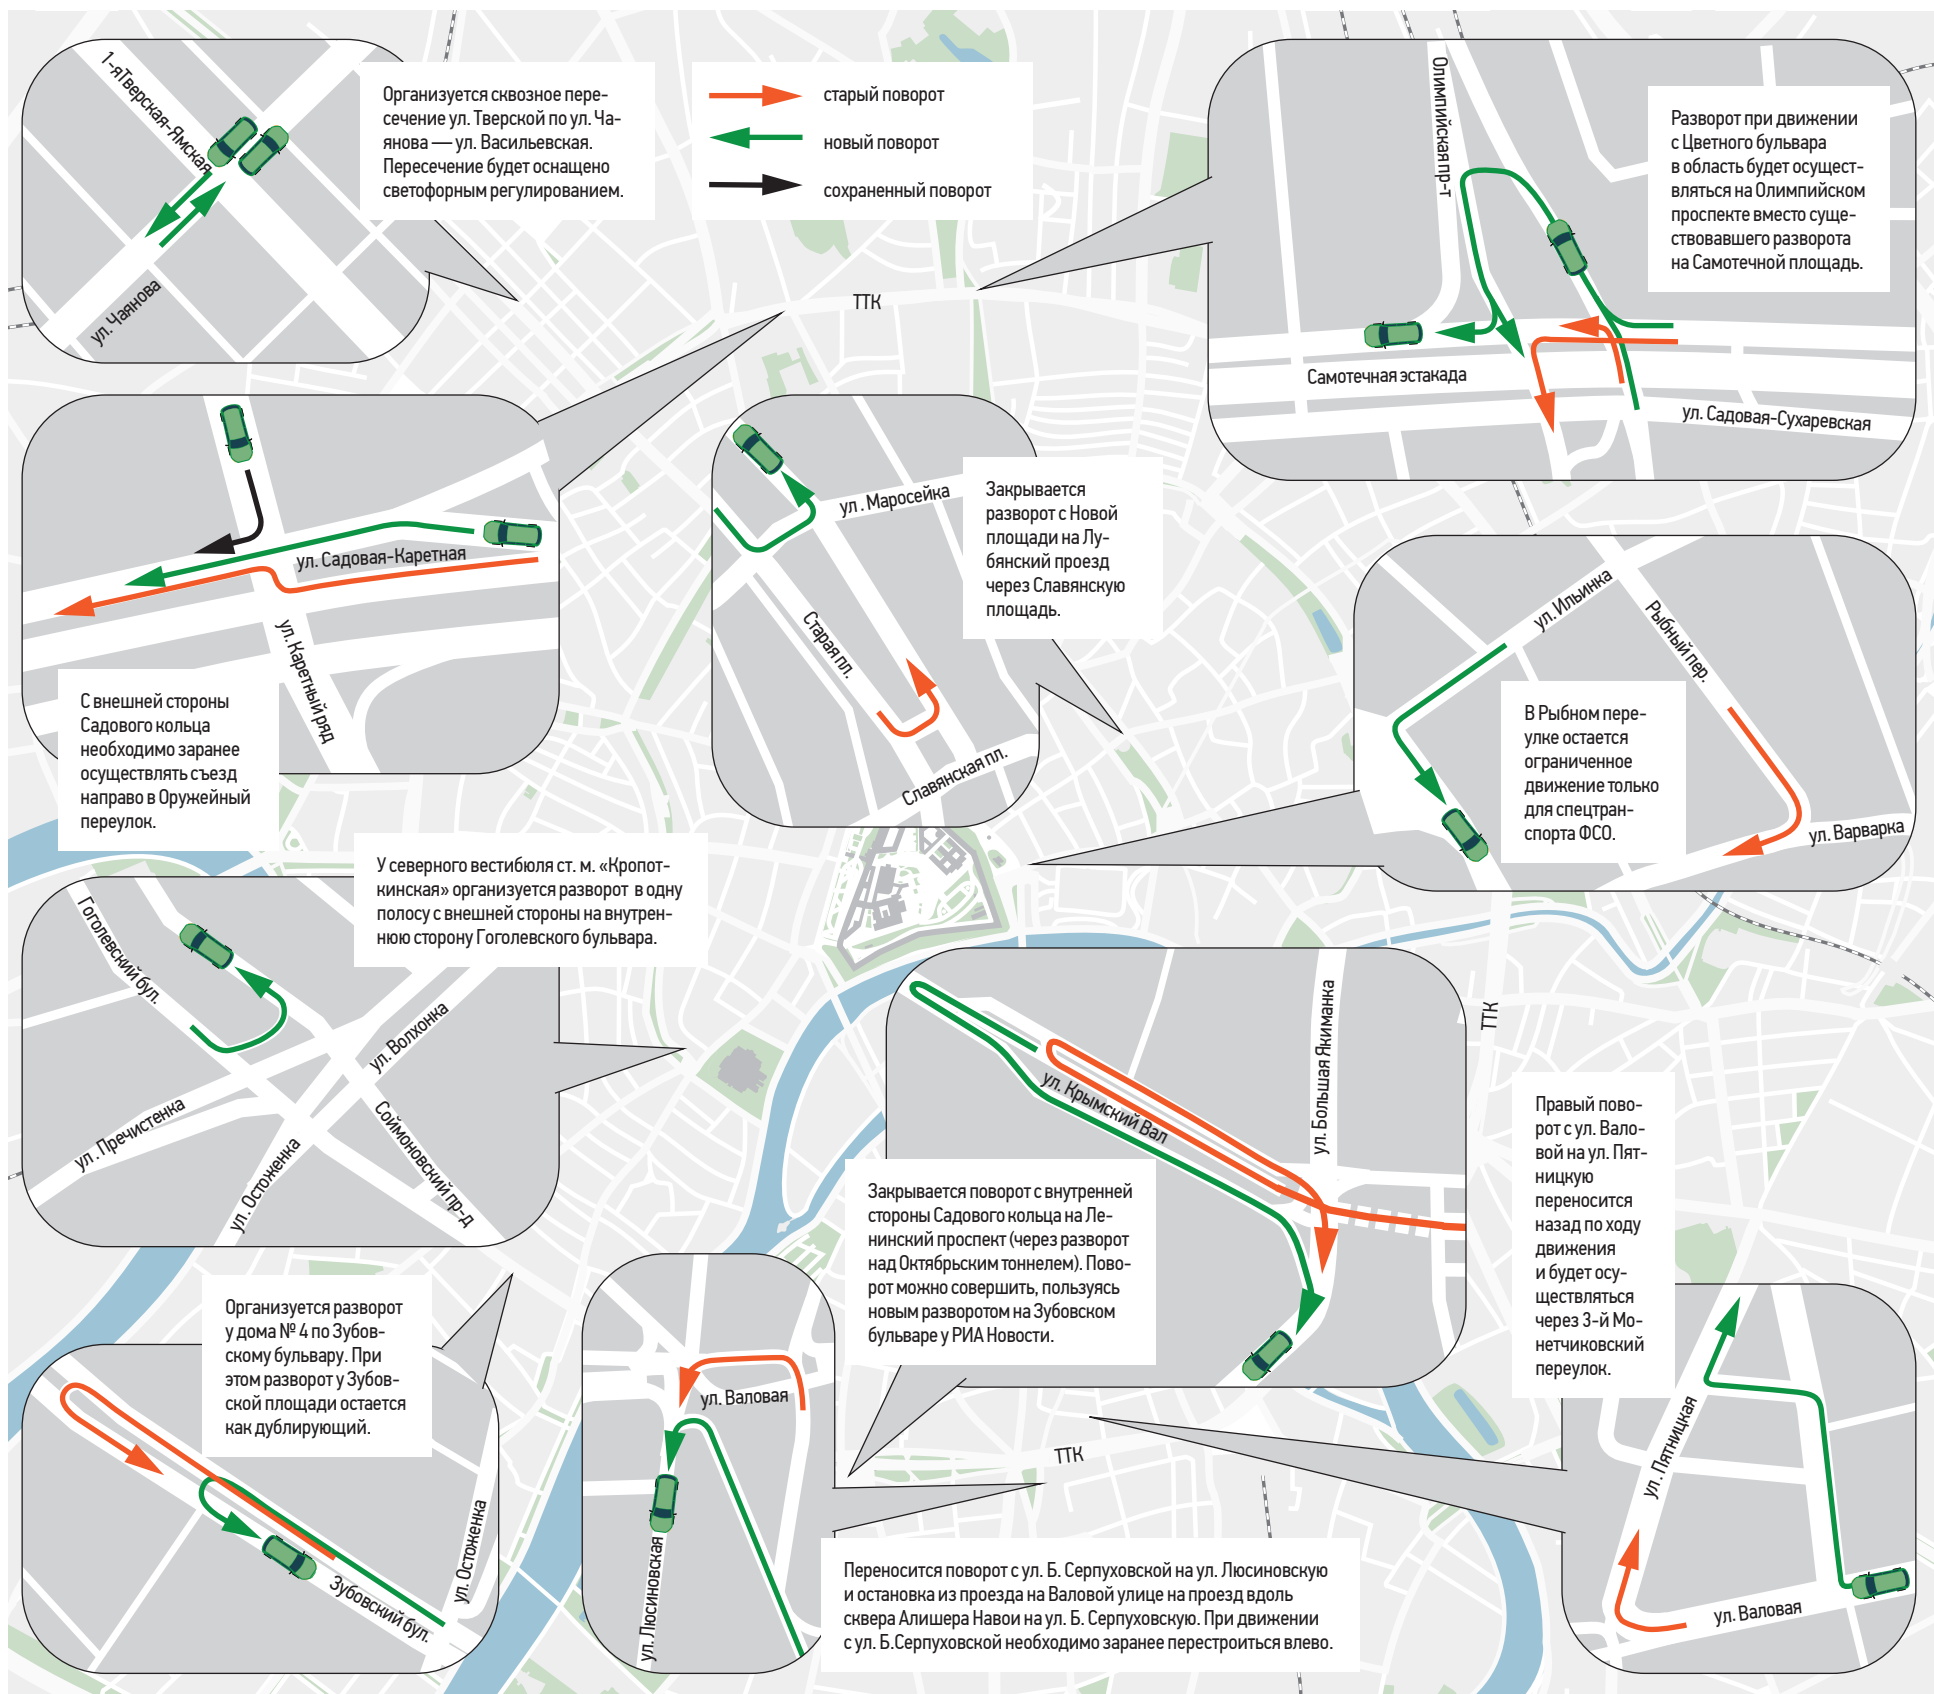 1-яТверская-Ямская
ул. Чаянова
Организуется сквозное пере-
сечение ул. Тверской по ул. Ча-
янова — ул. Васильевская.
Пересечение будет оснащено
светофорным регулированием.
старый поворот
новый поворот
сохраненный поворот
Олимпийская пр-т
Самотечная эстакада
ул. Садовая-Сухаревская
Разворот при движении
с Цветного бульвара
в область будет осущест-
вляться на Олимпийском
проспекте вместо суще-
ствовавшего разворота
на Самотечной площадь.
ТТК
ул. Садовая-Каретная
ул. Каретный ряд
С внешней стороны
Садового кольца
необходимо заранее
осуществлять съезд
направо в Оружейный
переулок.
ул. Маросейка
Старая пл.
Славянская пл.
Закрывается
разворот с Новой
площади на Лу-
бянский проезд
через Славянскую
площадь.
ул. Ильинка
Рыбный пер.
ул. Варварка
В Рыбном пере-
улке остается
ограниченное
движение только
для спецтран-
спорта ФСО.
У северного вестибюля ст. м. «Кропот-
кинская» организуется разворот в одну
полосу с внешней стороны на внутрен-
нюю сторону Гоголевского бульвара.
Гоголевский бул.
ул. Волхонка
ул. Пречистенка
ул. Остоженка
Соймоновский пр-д
ул. Крымский Вал
ул. Большая Якиманка
ТТК
Закрывается поворот с внутренней
стороны Садового кольца на Ле-
нинский проспект (через разворот
над Октябрьским тоннелем). Пово-
рот можно совершить, пользуясь
новым разворотом на Зубовском
бульваре у РИА Новости.
Правый пово-
рот с ул. Вало-
вой на ул. Пят-
ницкую
переносится
назад по ходу
движения
и будет осу-
ществляться
через 3-й Мо-
нетчиковский
переулок.
Организуется разворот
у дома № 4 по Зубов-
скому бульвару. При
этом разворот у Зубов-
ской площади остается
как дублирующий.
Зубовский бул.
ул. Остоженка
ул. Валовая
ул. Люсиновская
ТТК
Переносится поворот с ул. Б. Серпуховской на ул. Люсиновскую
и остановка из проезда на Валовой улице на проезд вдоль
сквера Алишера Навои на ул. Б. Серпуховскую. При движении
с ул. Б.Серпуховской необходимо заранее перестроиться влево.
ул. Пятницкая
ул. Валовая